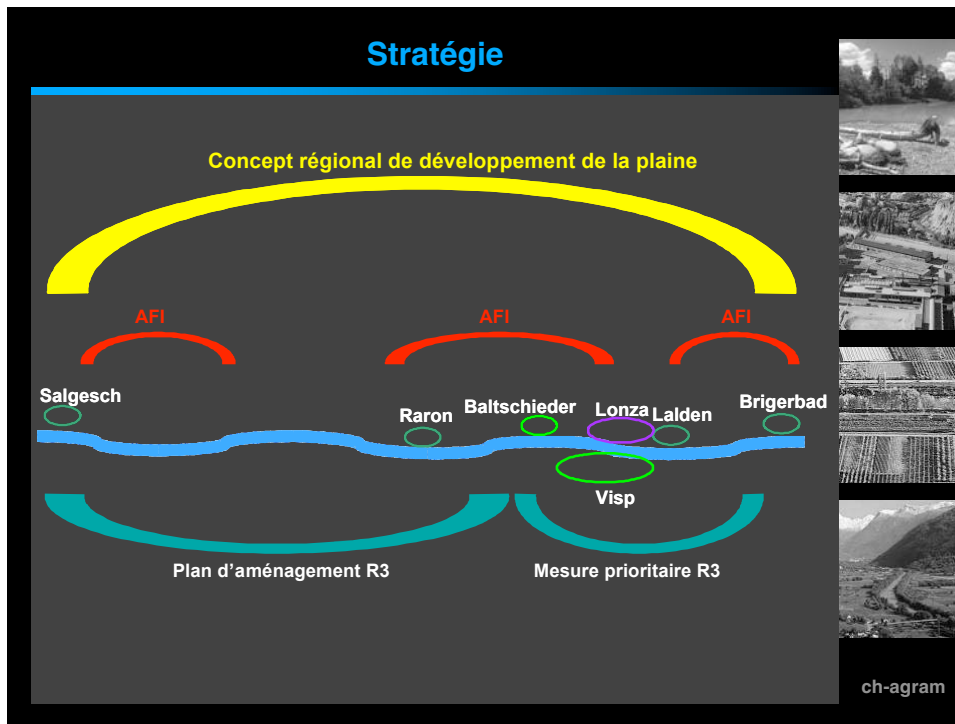 Stratégie
Concept régional de développement de la plaine
AFI AFI AFI
Salgesch Raron Baltschieder Lonza Lalden Brigerbad
Visp
Plan d’aménagement R3 Mesure prioritaire R3
ch-agram